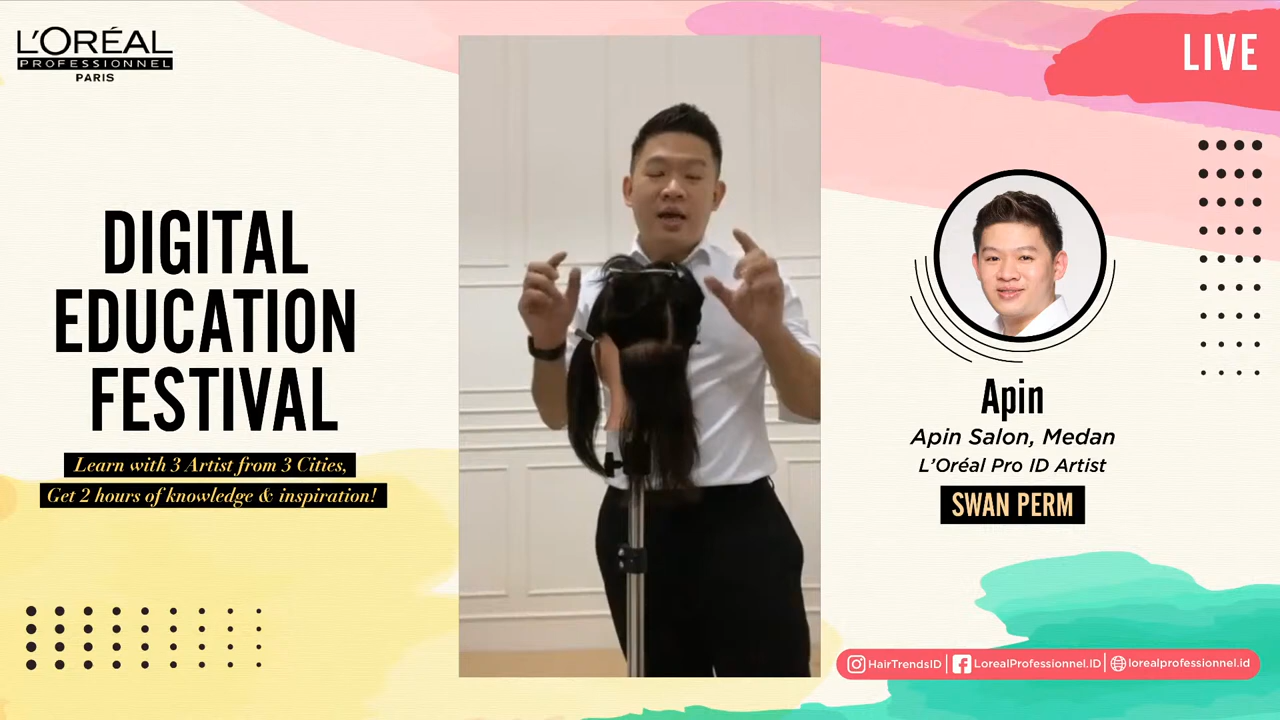 L'ORÉAL
PROFESSIONNEL
PARIS
LIVE
DIGITAL
EDUCATION
FESTIVAL
Learn with 3 Artist from 3 Cities,
Get 2 hours of knowledge & inspiration!
Apin
Apin Salon, Medan
L'Oréal Pro ID Artist
SWAN PERM
HairTrendsID | LorealProfessionnel.ID | lorealprofessionnel.id